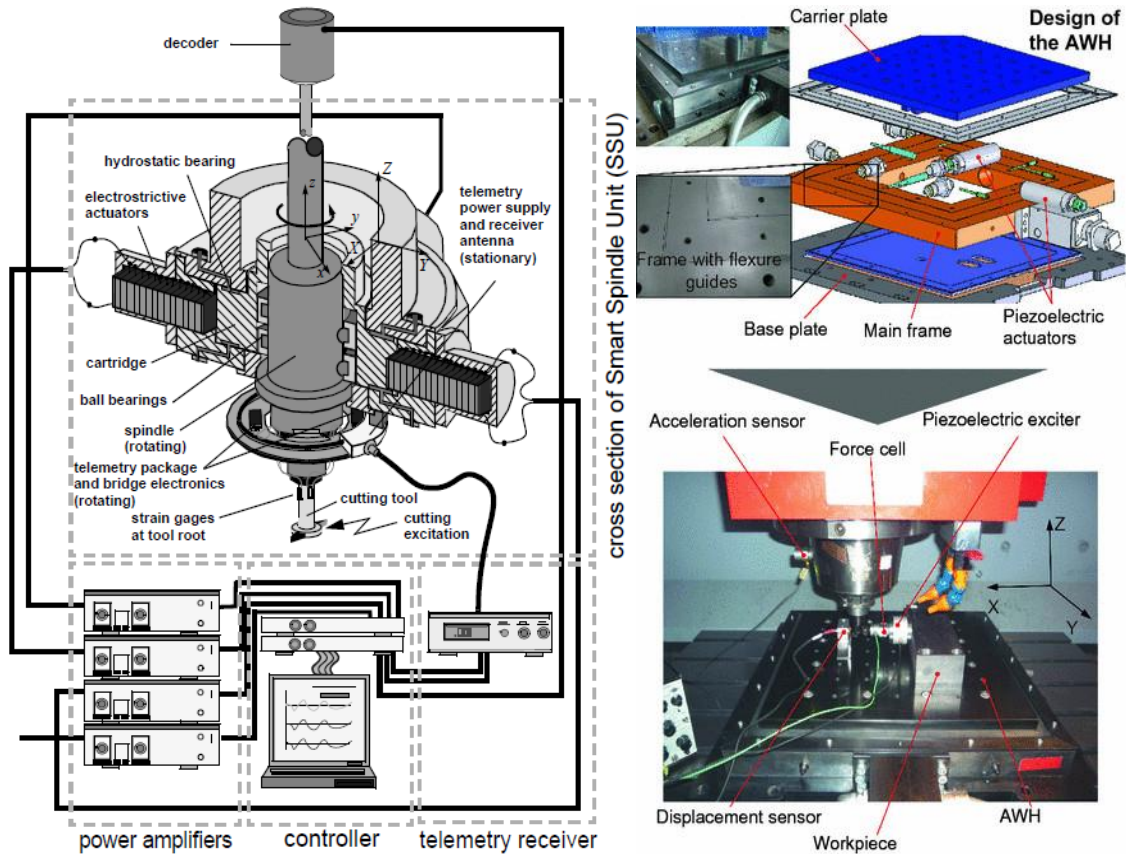 decoder
hydrostatic bearing
electrostrictive
actuators
z
Z
y
X
Y
x
telemetry
power supply
and receiver
antenna
(stationary)
cartridge
ball bearings
spindle
(rotating)
telemetry package
and bridge electronics
(rotating)
strain gages
at tool root
cutting tool
cutting
excitation
cross section of Smart Spindle Unit (SSU)
power amplifiers
controller
telemetry receiver
Carrier plate
Design of
the AWH
Frame with flexure
guides
Base plate
Main frame
Piezoelectric
actuators
Acceleration sensor
Piezoelectric exciter
Force cell
Z
X
Y
Displacement sensor
Workpiece
AWH